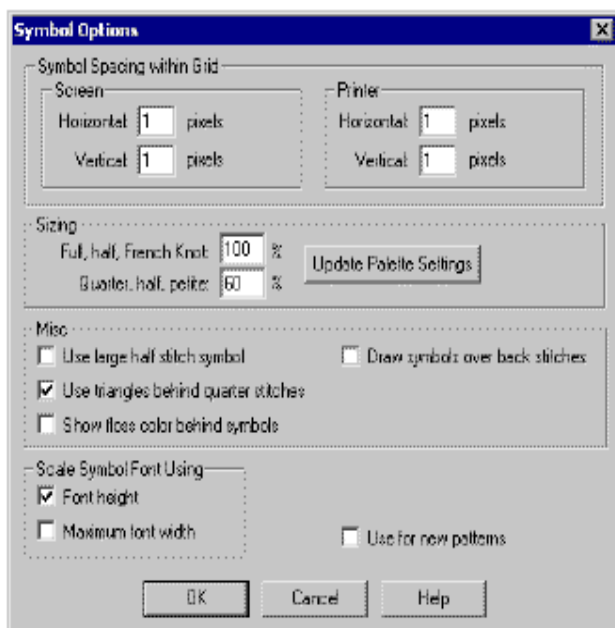 Symbol Options
Symbol Spacing within Grid
Screen
Printer
Horizontal: 1 pixels
Horizontal: 1 pixels
Vertical: 1 pixels
Vertical: 1 pixels
Sizing
Full, half, French Knot: 100 %
Update Palette Settings
Quarter, half, petite: 60 %
Misc
Use large half stitch symbol
Draw symbols over back stitches
Use triangles behind quarter stitches
Show floss color behind symbols
Scale Symbol Font Using
Font height
Maximum font width
Use for new patterns
OK Cancel Help